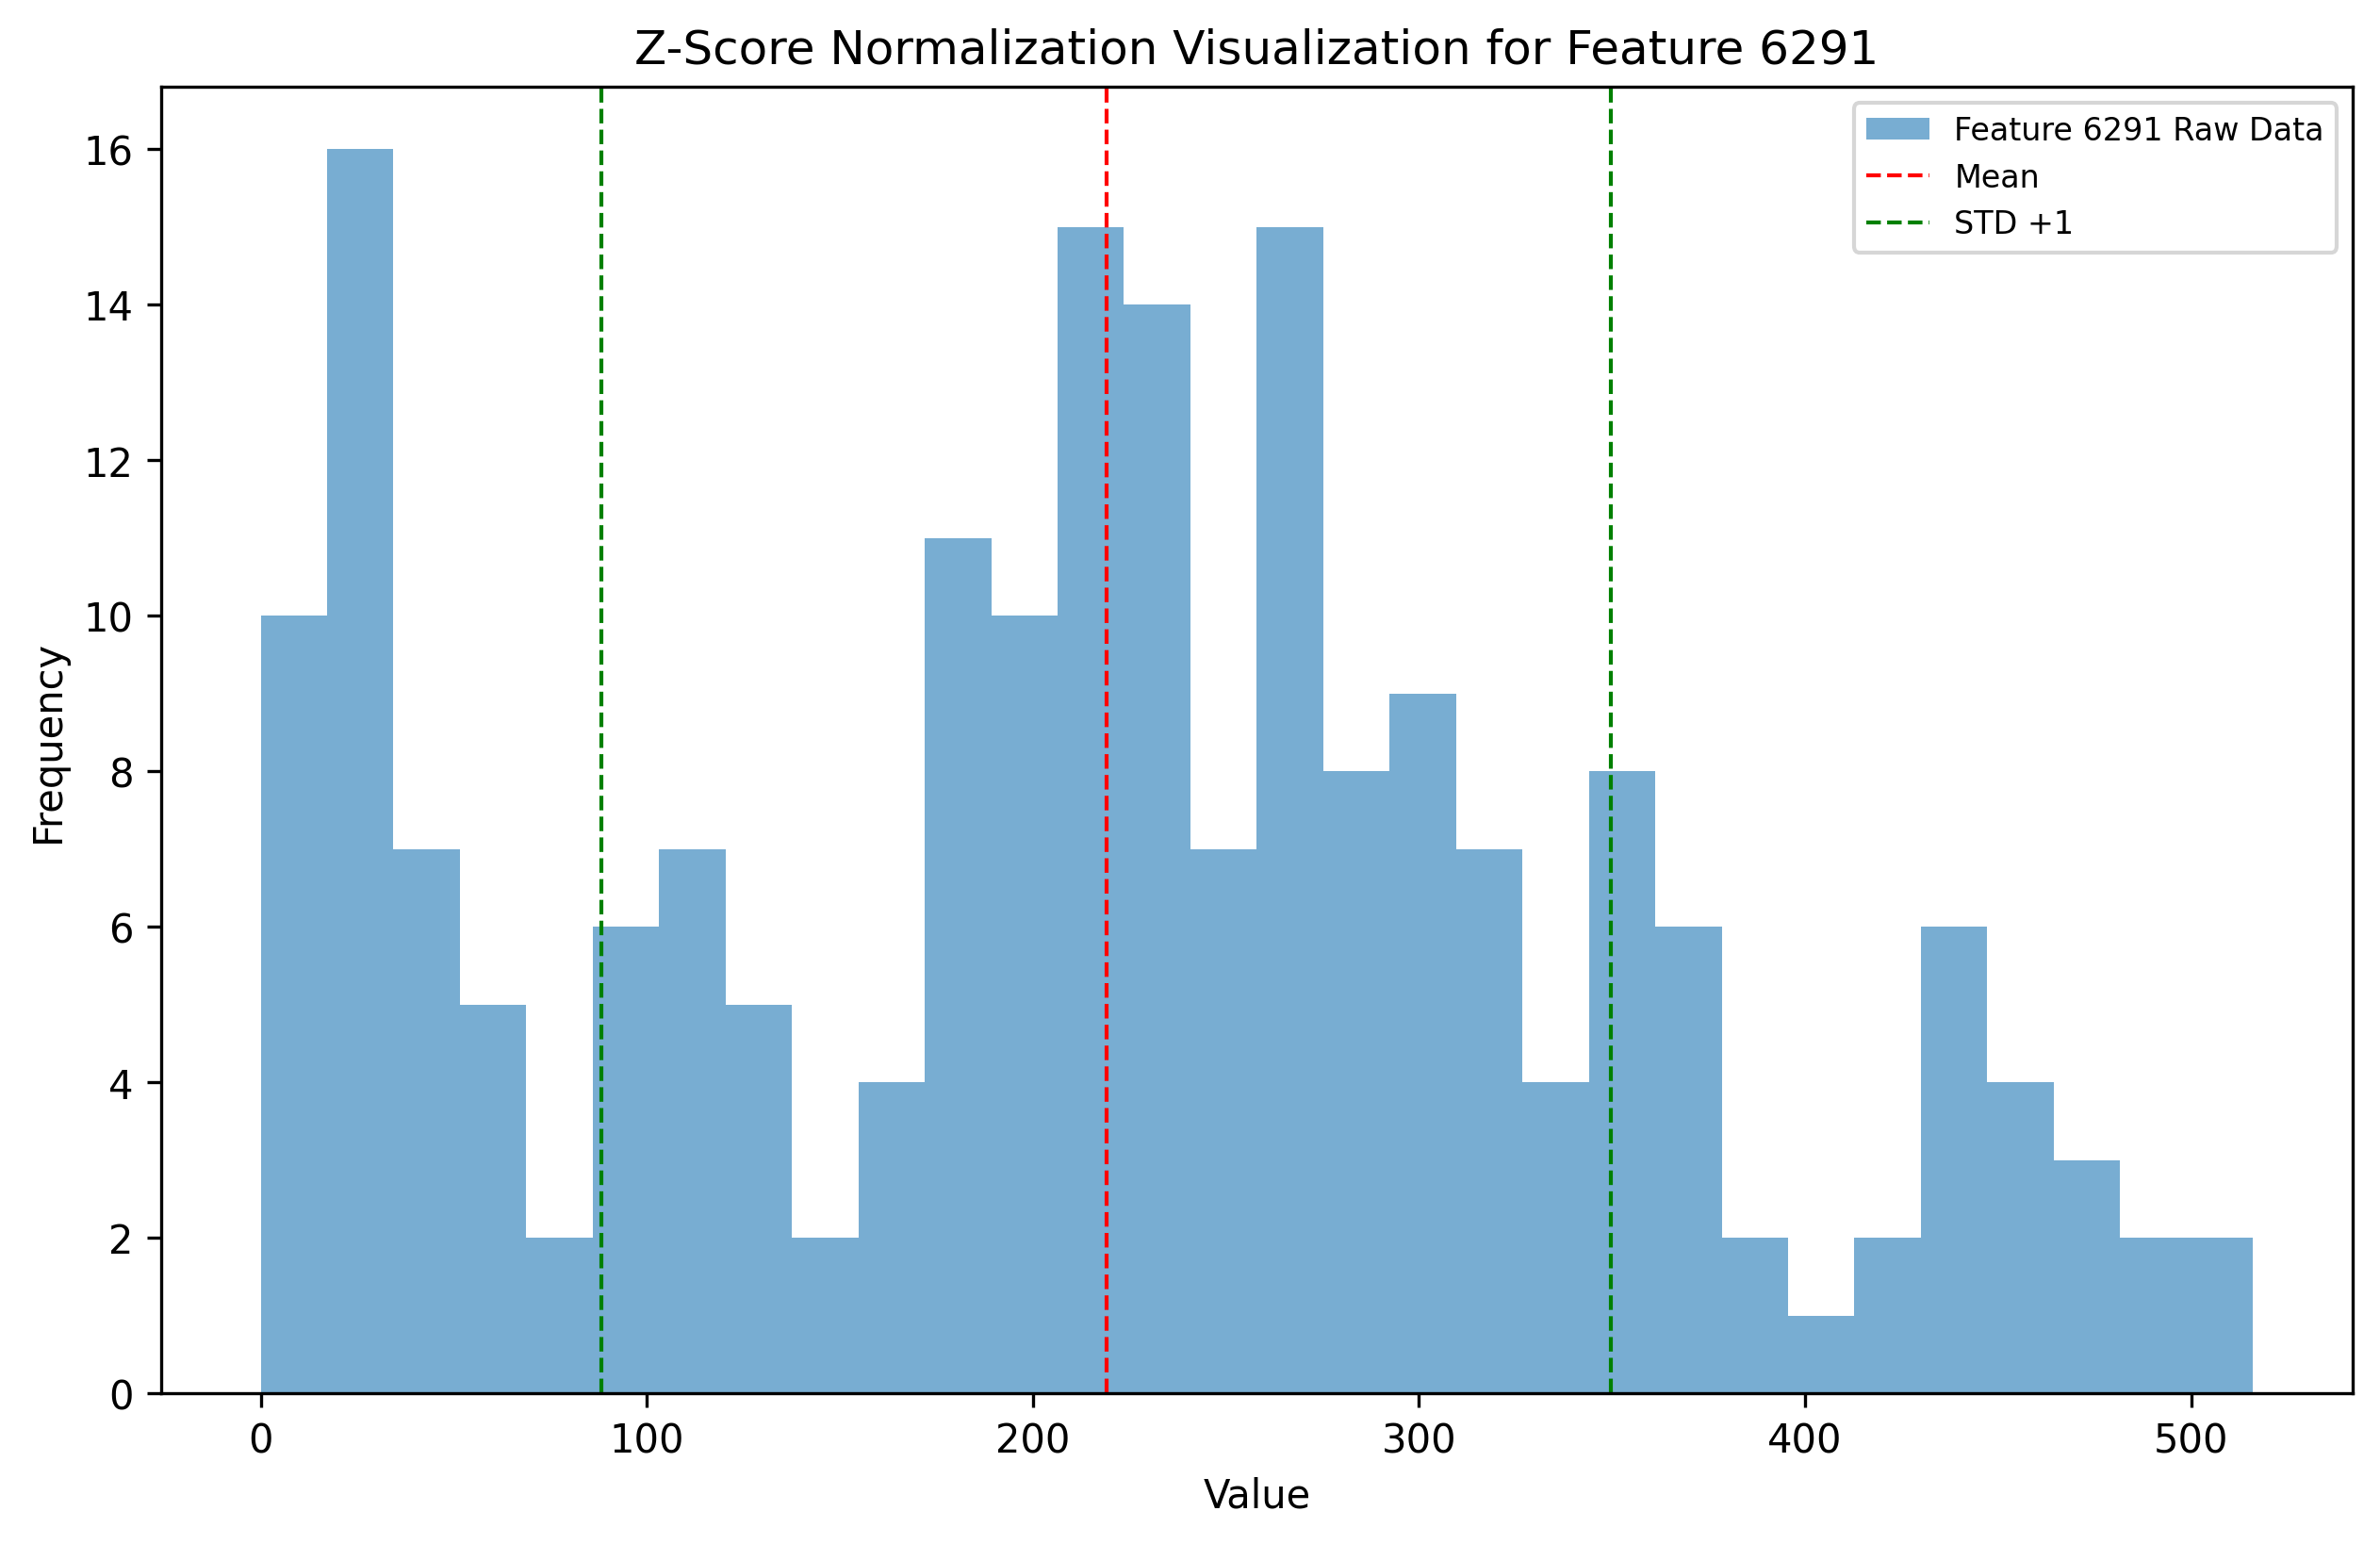 Z-Score Normalization Visualization for Feature 6291
Feature 6291 Raw Data
Mean
STD +1
16
14
12
10
8
6
4
2
0
Frequency
0 100 200 300 400 500
Value